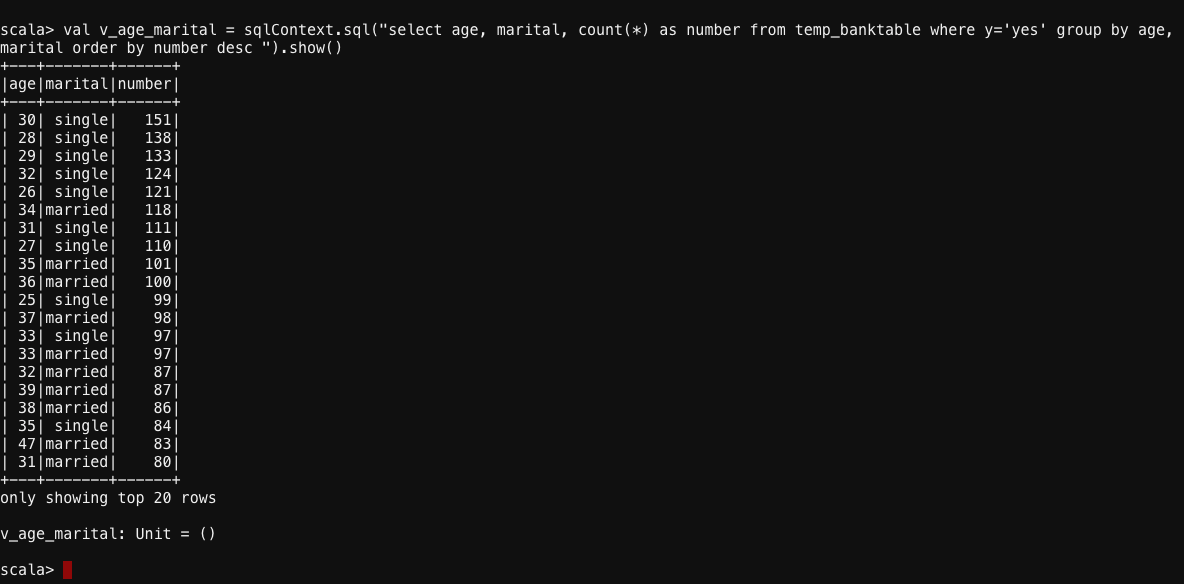 scala> val v_age_marital = sqlContext.sql("select age, marital, count(*) as number from temp_banktable where y='yes' group by age,
marital order by number desc ").show()
+---+-------+------+
|age|marital|number|
+---+-------+------+
| 30| single|   151|
| 28| single|   138|
| 29| single|   133|
| 32| single|   124|
| 26| single|   121|
| 34|married|   118|
| 31| single|   111|
| 27| single|   110|
| 35|married|   101|
| 36|married|   100|
| 25| single|    99|
| 37|married|    98|
| 33| single|    97|
| 33|married|    97|
| 32|married|    87|
| 39|married|    87|
| 38|married|    86|
| 35| single|    84|
| 47|married|    83|
| 31|married|    80|
+---+-------+------+
only showing top 20 rows

v_age_marital: Unit = ()

scala>